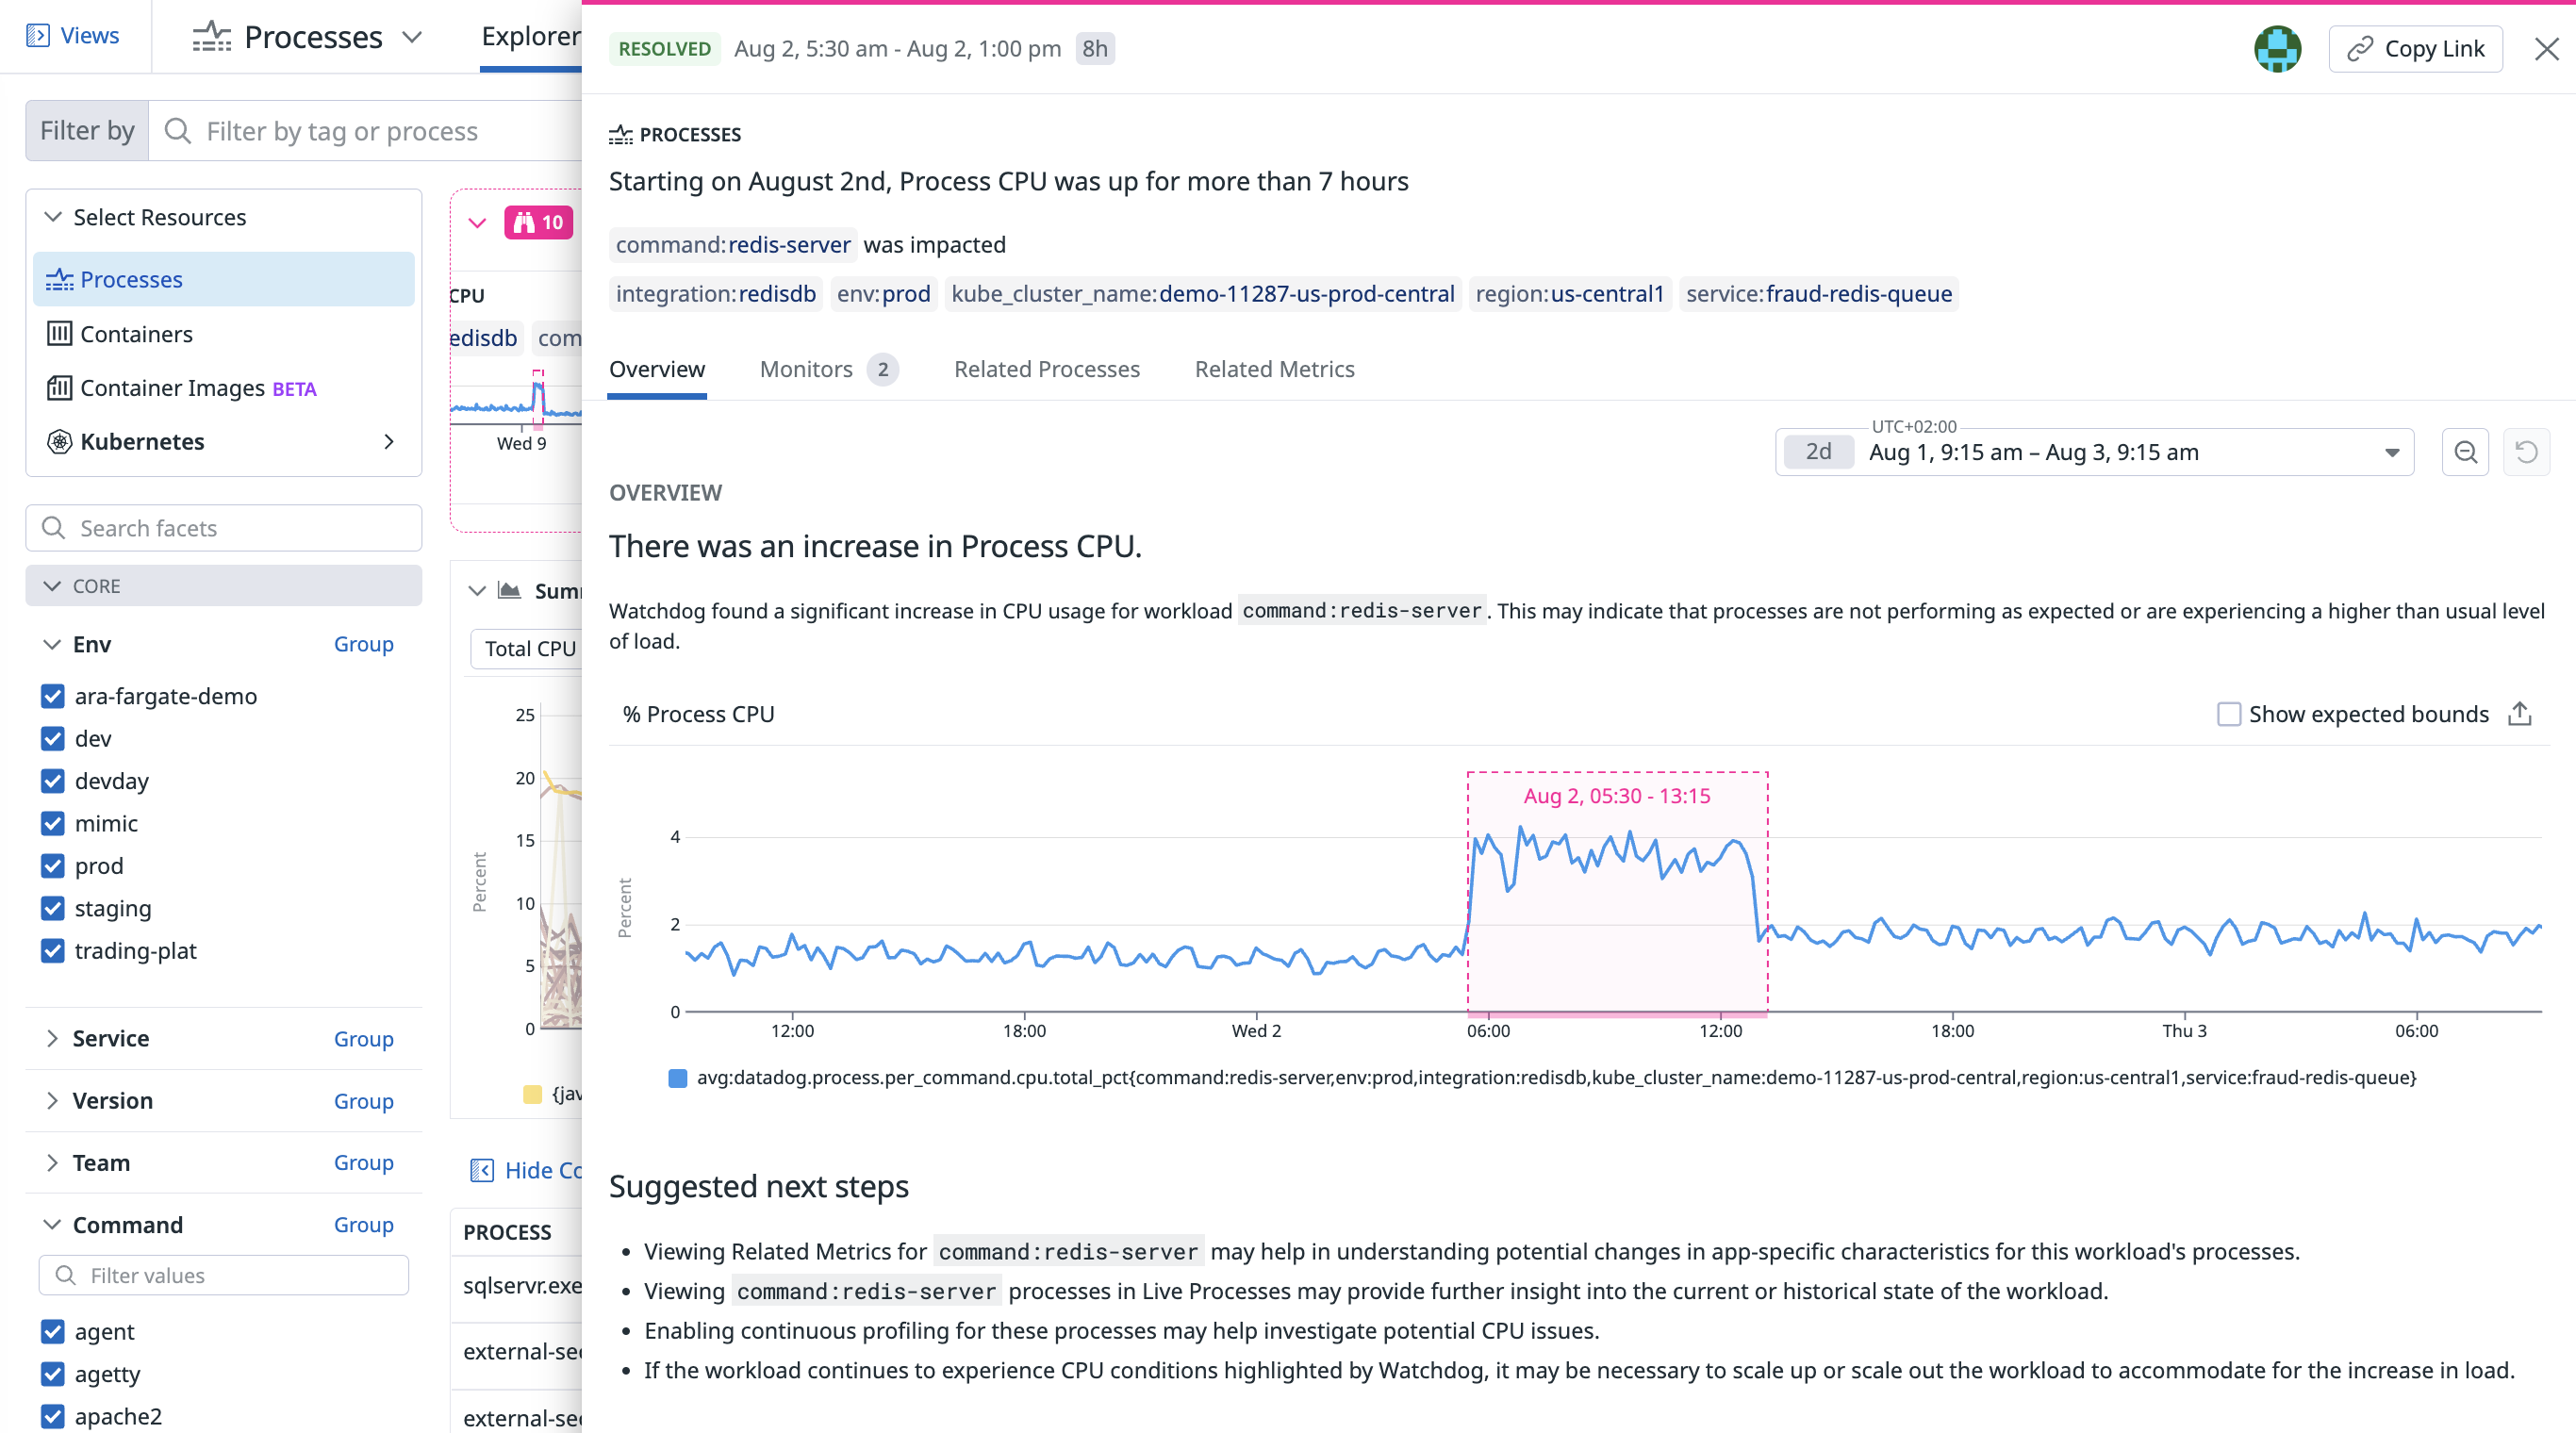 Views
Processes
Explorer
Filter by
Filter by tag or process
Select Resources
Processes
Containers
Container Images BETA
Kubernetes
Search facets
CORE
Env Group
ara-fargate-demo
dev
devday
mimic
prod
staging
trading-plat
Service Group
Version Group
Team Group
Command Group
Filter values
agent
agetty
apache2
10
CPU
edisdb com
Wed 9
Sum
Total CPU
25
20
15
10
5
0
Percent
{jav
Hide Co
PROCESS
sqlservr.exe
external-sec
external-sec
RESOLVED Aug 2, 5:30 am - Aug 2, 1:00 pm 8h
Copy Link
PROCESSES
Starting on August 2nd, Process CPU was up for more than 7 hours
command:redis-server was impacted
integration:redisdb env:prod kube_cluster_name:demo-11287-us-prod-central region:us-central1 service:fraud-redis-queue
Overview Monitors 2 Related Processes Related Metrics
UTC+02:00
2d Aug 1, 9:15 am – Aug 3, 9:15 am
OVERVIEW
There was an increase in Process CPU.
Watchdog found a significant increase in CPU usage for workload command:redis-server. This may indicate that processes are not performing as expected or are experiencing a higher than usual level
of load.
% Process CPU
Show expected bounds
Aug 2, 05:30 - 13:15
4
2
0
Percent
12:00 18:00 Wed 2 06:00 12:00 18:00 Thu 3 06:00
avg:datadog.process.per_command.cpu.total_pct{command:redis-server,env:prod,integration:redisdb,kube_cluster_name:demo-11287-us-prod-central,region:us-central1,service:fraud-redis-queue}
Suggested next steps
• Viewing Related Metrics for command:redis-server may help in understanding potential changes in app-specific characteristics for this workload's processes.
• Viewing command:redis-server processes in Live Processes may provide further insight into the current or historical state of the workload.
• Enabling continuous profiling for these processes may help investigate potential CPU issues.
• If the workload continues to experience CPU conditions highlighted by Watchdog, it may be necessary to scale up or scale out the workload to accommodate for the increase in load.